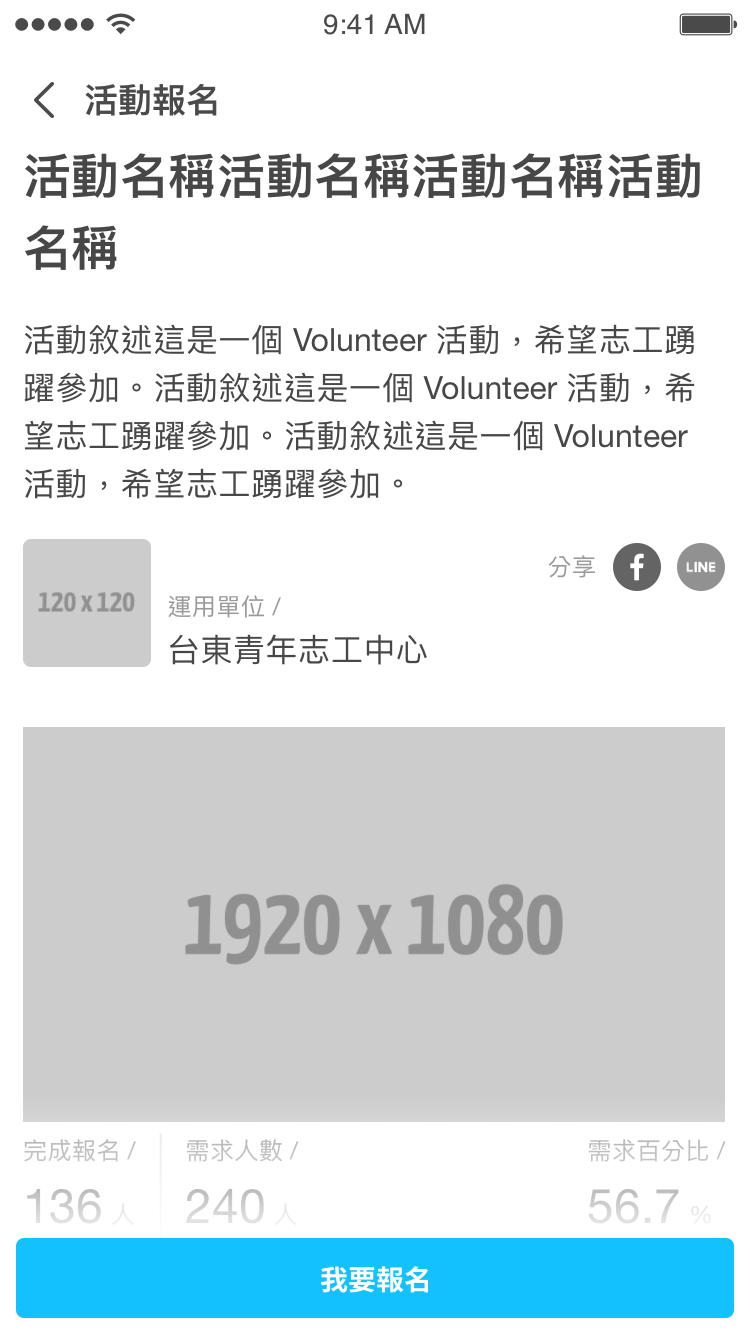 9:41 AM
活動報名
活動名稱活動名稱活動名稱活動
名稱
活動敘述這是一個 Volunteer 活動，希望志工踴
躍參加。活動敘述這是一個 Volunteer 活動，希
望志工踴躍參加。活動敘述這是一個 Volunteer
活動，希望志工踴躍參加。
120 x 120
分享
LINE
運用單位 /
台東青年志工中心
1920 x 1080
完成報名 / 需求人數 / 需求百分比 /
136 人 240 人 56.7 %
我要報名